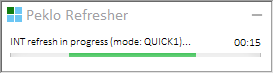 Peklo Refresher
INT refresh in progress (mode: QUICK1)... 00:15